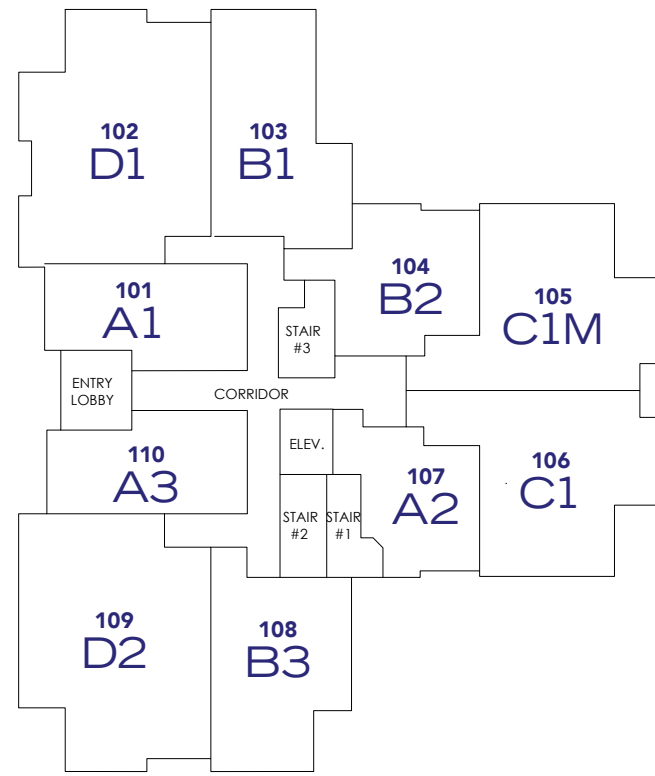 102
D1
103
B1
104
B2
105
C1M
101
A1
STAIR
#3
ENTRY
LOBBY
CORRIDOR
ELEV.
110
A3
107
A2
106
C1
STAIR
#2
STAIR
#1
109
D2
108
B3